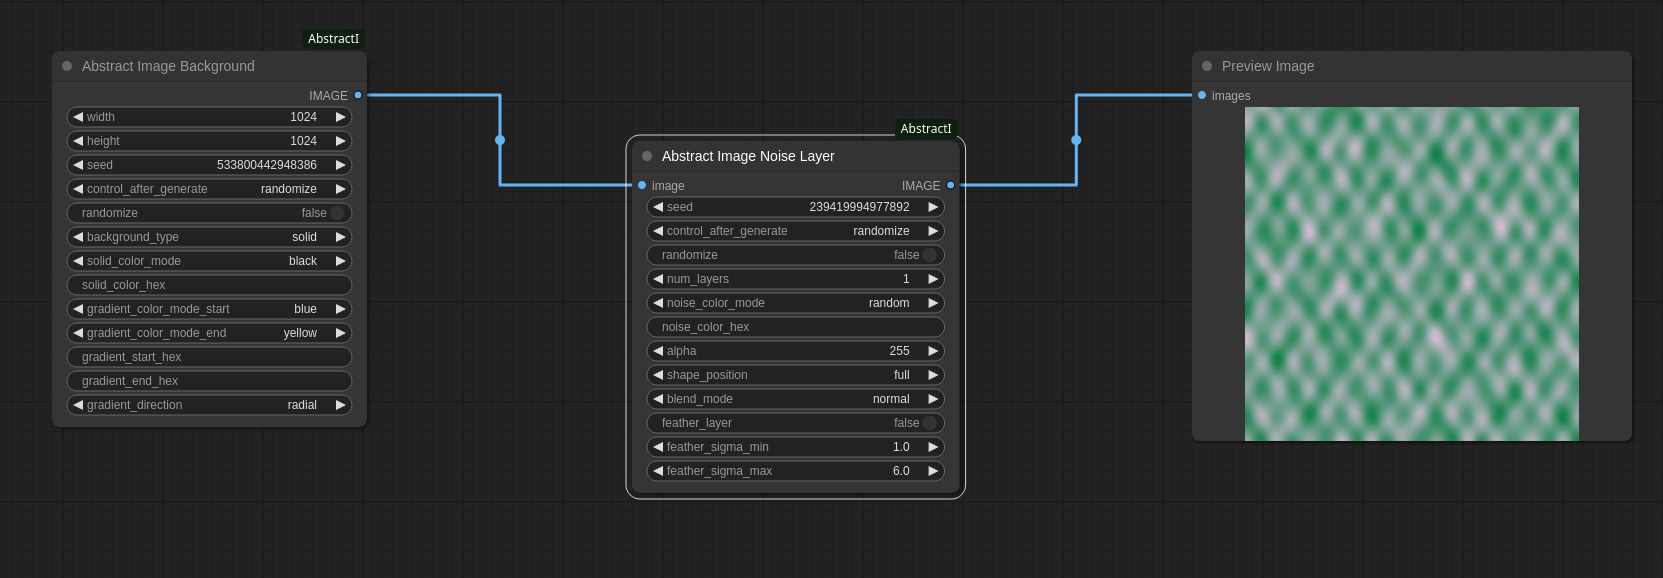 AbstractI
Abstract Image Background
IMAGE
width 1024
height 1024
seed 533800442948386
control_after_generate randomize
randomize false
background_type solid
solid_color_mode black
solid_color_hex
gradient_color_mode_start blue
gradient_color_mode_end yellow
gradient_start_hex
gradient_end_hex
gradient_direction radial
AbstractI
Abstract Image Noise Layer
image IMAGE
seed 239419994977892
control_after_generate randomize
randomize false
num_layers 1
noise_color_mode random
noise_color_hex
alpha 255
shape_position full
blend_mode normal
feather_layer false
feather_sigma_min 1.0
feather_sigma_max 6.0
Preview Image
images